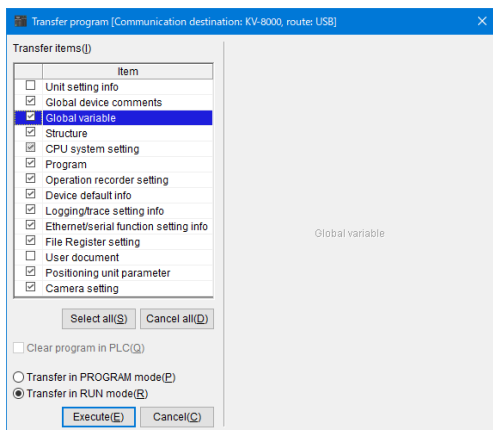 Transfer program [Communication destination: KV-8000, route: USB]
Transfer items(I)
Item
Unit setting info
Global device comments
Global variable
Structure
CPU system setting
Program
Operation recorder setting
Device default info
Logging/trace setting info
Ethernet/serial function setting info
File Register setting
User document
Positioning unit parameter
Camera setting
Global variable
Select all(S) Cancel all(D)
Clear program in PLC(Q)
Transfer in PROGRAM mode(P)
Transfer in RUN mode(R)
Execute(E) Cancel(C)